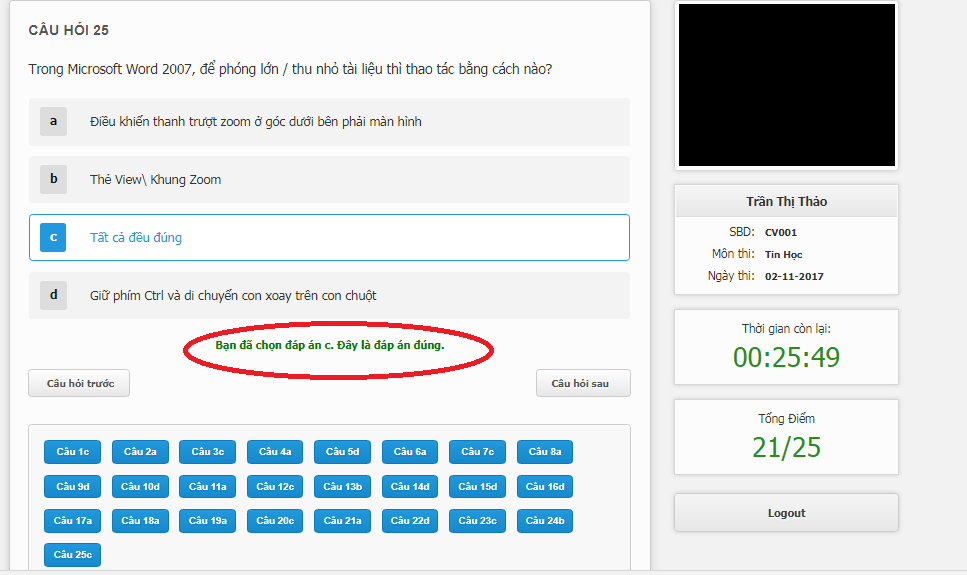 CÂU HỎI 25
Trong Microsoft Word 2007, để phóng lớn / thu nhỏ tài liệu thì thao tác bằng cách nào?
a Điều khiển thanh trượt zoom ở góc dưới bên phải màn hình
b Thẻ View\ Khung Zoom
c Tất cả đều đúng
d Giữ phím Ctrl và di chuyển con xoay trên con chuột
Bạn đã chọn đáp án c. Đây là đáp án đúng.
Câu hỏi trước Câu hỏi sau
Câu 1c Câu 2a Câu 3c Câu 4a Câu 5d Câu 6a Câu 7c Câu 8a
Câu 9d Câu 10d Câu 11a Câu 12c Câu 13b Câu 14d Câu 15d Câu 16d
Câu 17a Câu 18a Câu 19a Câu 20c Câu 21a Câu 22d Câu 23c Câu 24b
Câu 25c
Trần Thị Thảo
SBD: CV001
Môn thi: Tin Học
Ngày thi: 02-11-2017
Thời gian còn lại:
00:25:49
Tổng Điểm
21/25
Logout